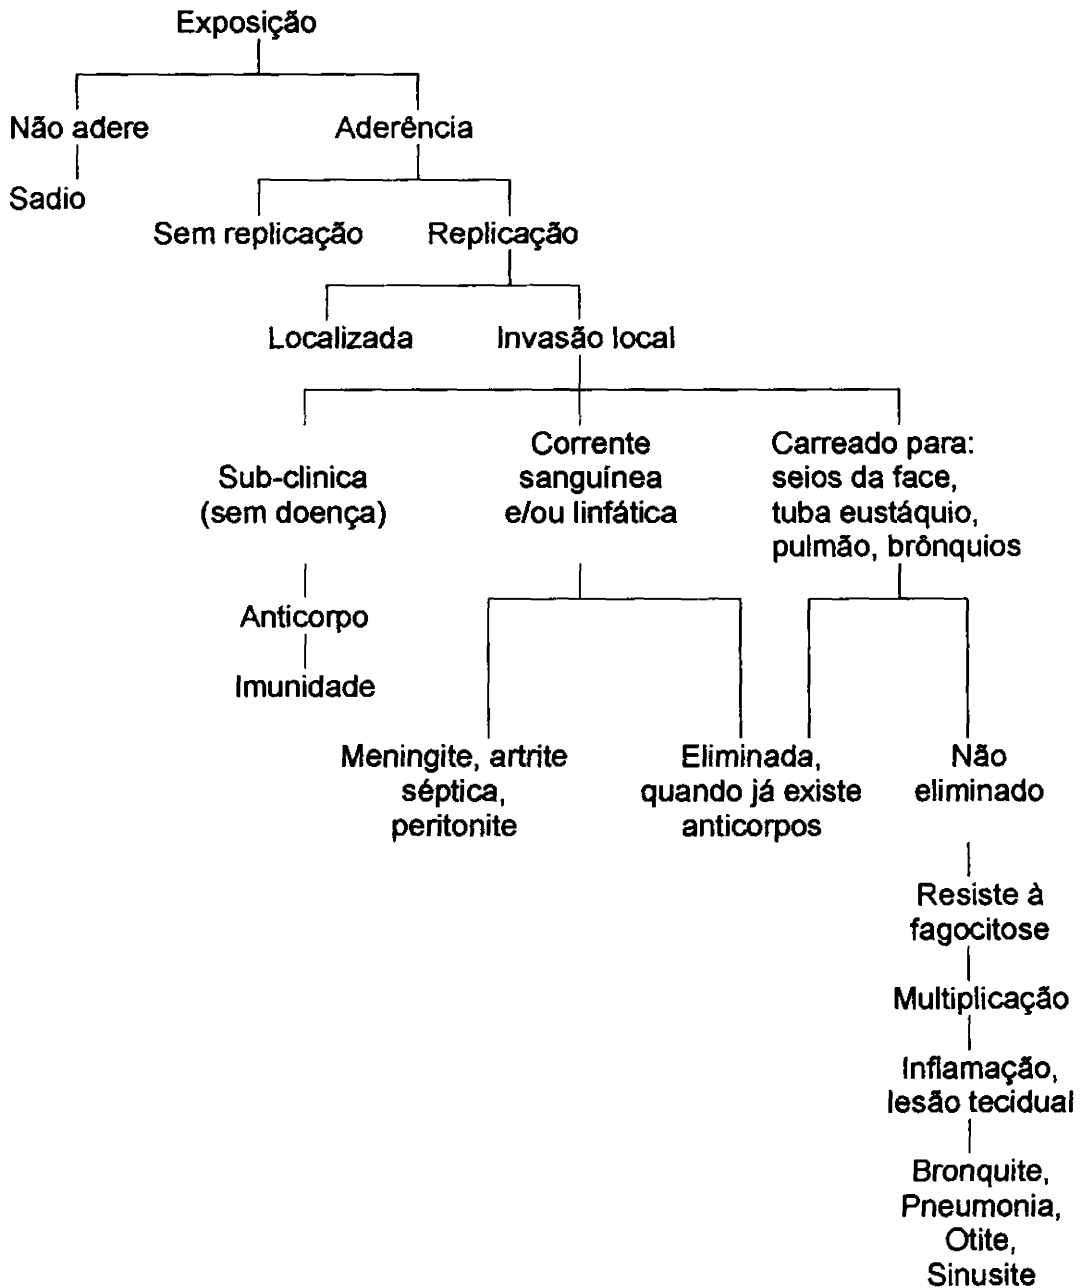 Exposição
Não adere
Aderência
Sadio
Sem replicação
Replicação
Localizada
Invasão local
Sub-clinica
(sem doença)
Corrente
sanguínea
e/ou linfática
Carreado para:
seios da face,
tuba eustáquio,
pulmão, brônquios
Anticorpo
Imunidade
Meningite, artrite
séptica,
peritonite
Eliminada,
quando já existe
anticorpos
Não
eliminado
Resiste à
fagocitose
Multiplicação
Inflamação,
lesão tecidual
Bronquite,
Pneumonia,
Otite,
Sinusite